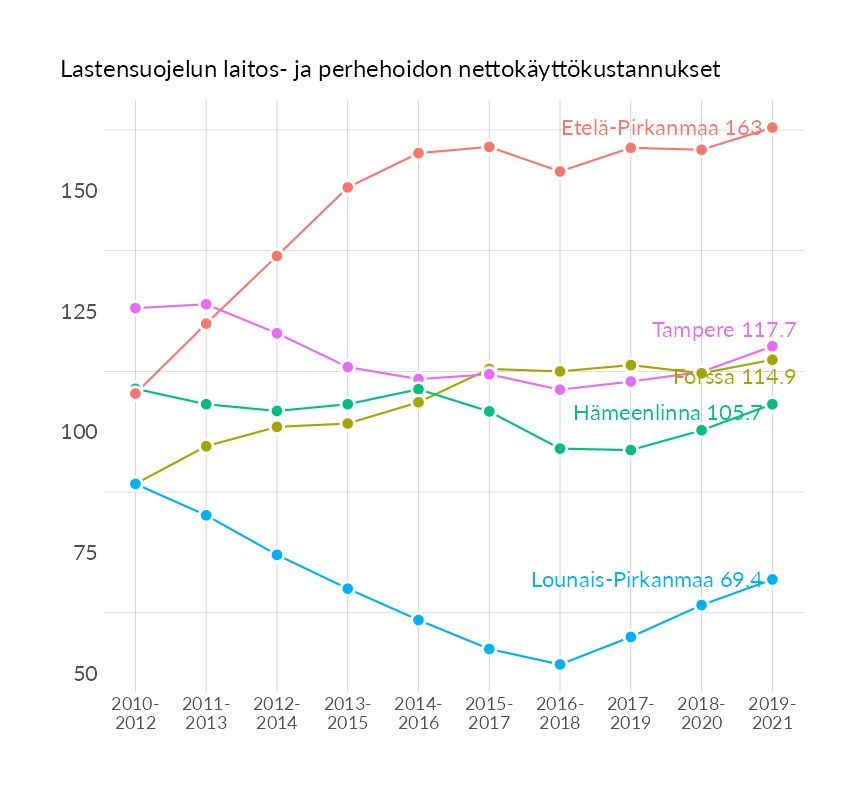 Lastensuojelun laitos- ja perhehoidon nettokäyttökustannukset
Etelä-Pirkanmaa 163
150
125
Tampere 117.7
Forssa 114.9
Hämeenlinna 105.7
100
75
Lounais-Pirkanmaa 69.4
50
2010- 2011- 2012- 2013- 2014- 2015- 2016- 2017- 2018- 2019-
2012 2013 2014 2015 2016 2017 2018 2019 2020 2021